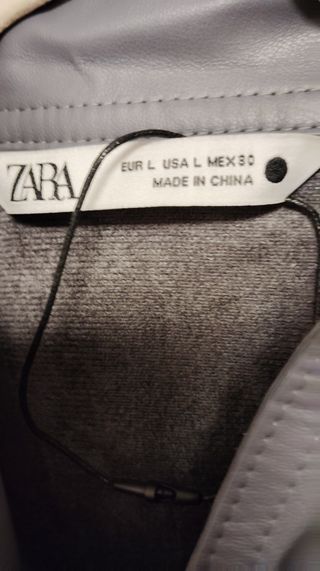 ZARA
EUR L USA L MEX 30
MADE IN CHINA